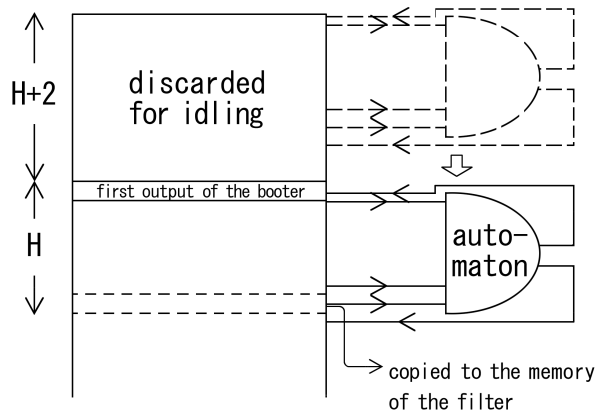 H+2
discarded
for idling
first output of the booter
H
auto-
maton
copied to the memory
of the filter